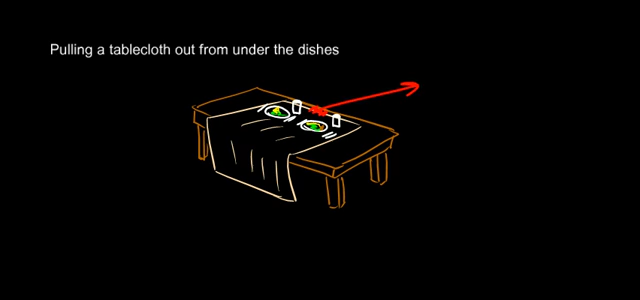 Pulling a tablecloth out from under the dishes